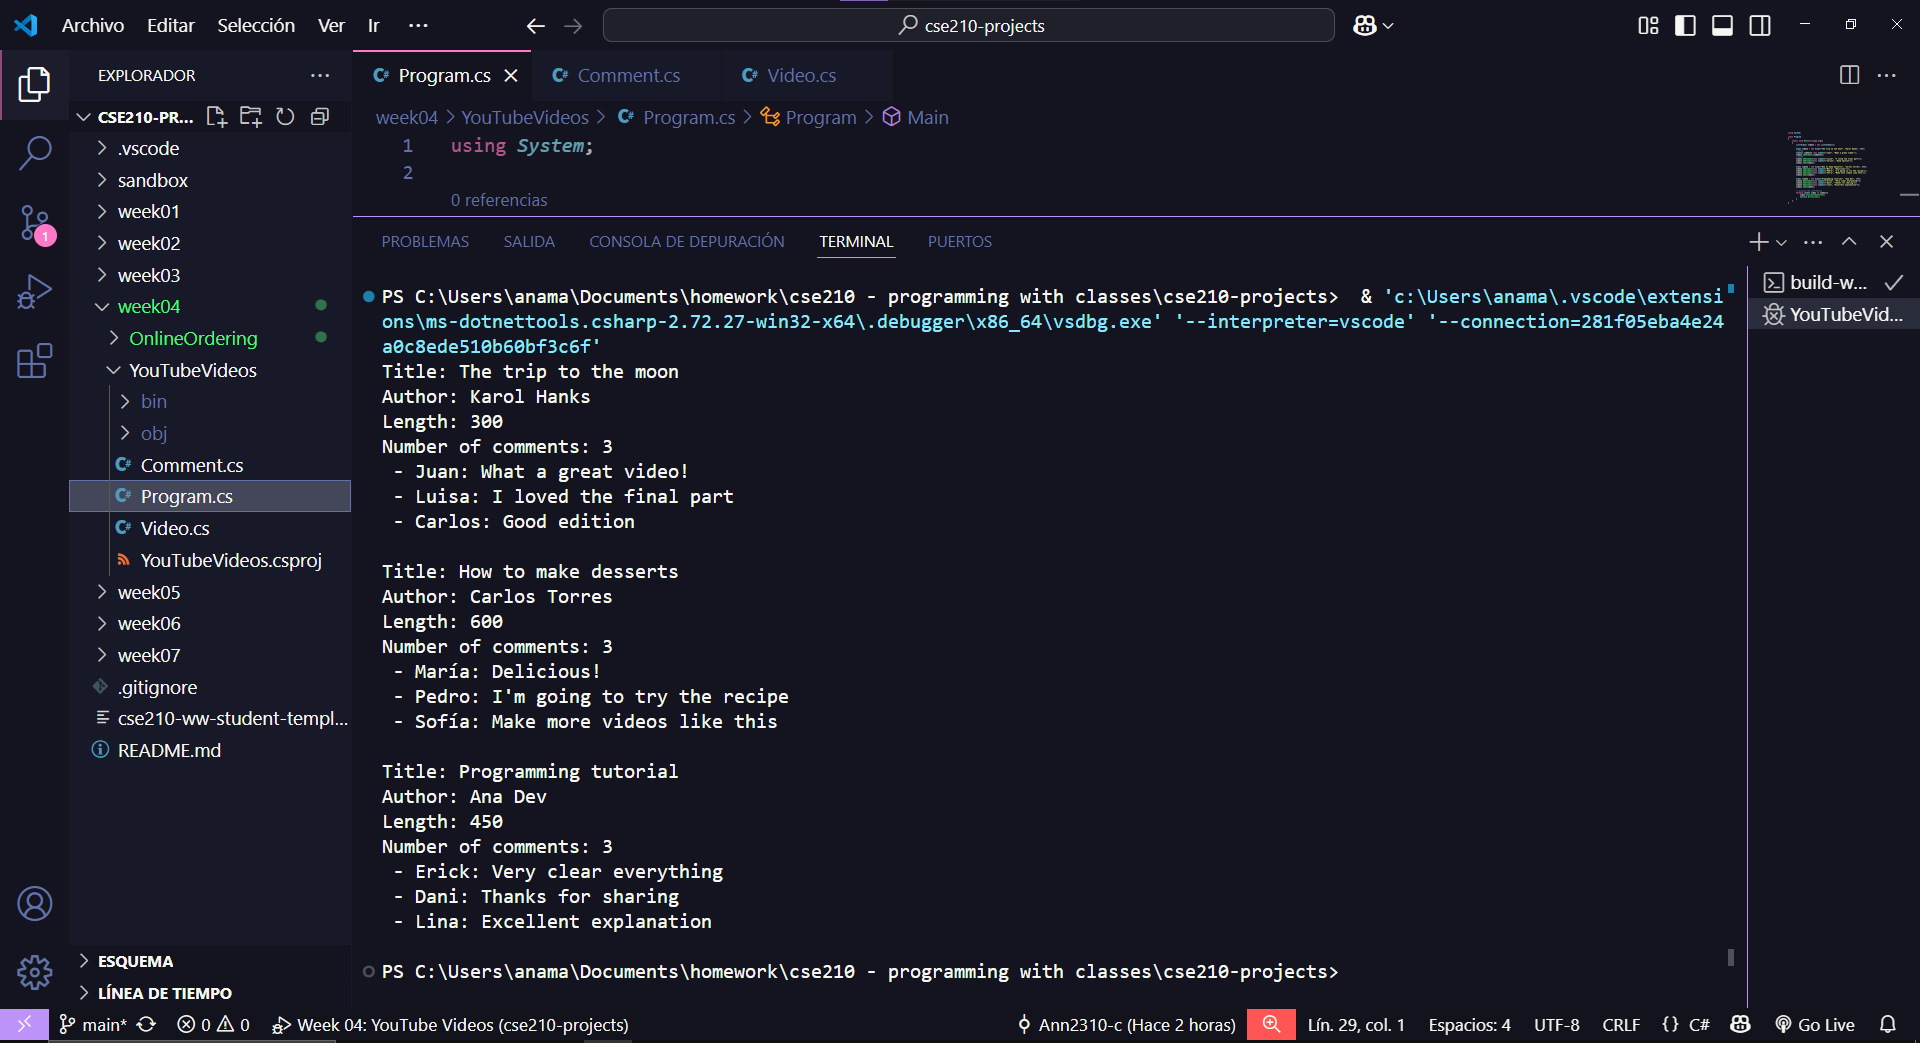 Archivo Editar Selección Ver Ir ···
cse210-projects
EXPLORADOR
CSE210-PR...
.vscode
sandbox
week01
week02
week03
week04
OnlineOrdering
YouTubeVideos
bin
obj
C# Comment.cs
C# Program.cs
C# Video.cs
YouTubeVideos.csproj
week05
week06
week07
.gitignore
cse210-ww-student-templ...
README.md
ESQUEMA
LÍNEA DE TIEMPO
1
C# Program.cs C# Comment.cs C# Video.cs
week04 > YouTubeVideos > C# Program.cs > Program > Main
1 using System;
2
0 referencias
PROBLEMAS SALIDA CONSOLA DE DEPURACIÓN TERMINAL PUERTOS
PS C:\Users\anama\Documents\homework\cse210 - programming with classes\cse210-projects> & 'c:\Users\anama\.vscode\extensi
ons\ms-dotnettools.csharp-2.72.27-win32-x64\.debugger\x86_64\vsdbg.exe' '--interpreter=vscode' '--connection=281f05eba4e24
a0c8ede510b60bf3c6f'
Title: The trip to the moon
Author: Karol Hanks
Length: 300
Number of comments: 3
- Juan: What a great video!
- Luisa: I loved the final part
- Carlos: Good edition
Title: How to make desserts
Author: Carlos Torres
Length: 600
Number of comments: 3
- María: Delicious!
- Pedro: I'm going to try the recipe
- Sofía: Make more videos like this
Title: Programming tutorial
Author: Ana Dev
Length: 450
Number of comments: 3
- Erick: Very clear everything
- Dani: Thanks for sharing
- Lina: Excellent explanation
PS C:\Users\anama\Documents\homework\cse210 - programming with classes\cse210-projects>
build-w...
YouTubeVid...
main* 0 0 Week 04: YouTube Videos (cse210-projects) Ann2310-c (Hace 2 horas) Lín. 29, col. 1 Espacios: 4 UTF-8 CRLF {} C# Go Live